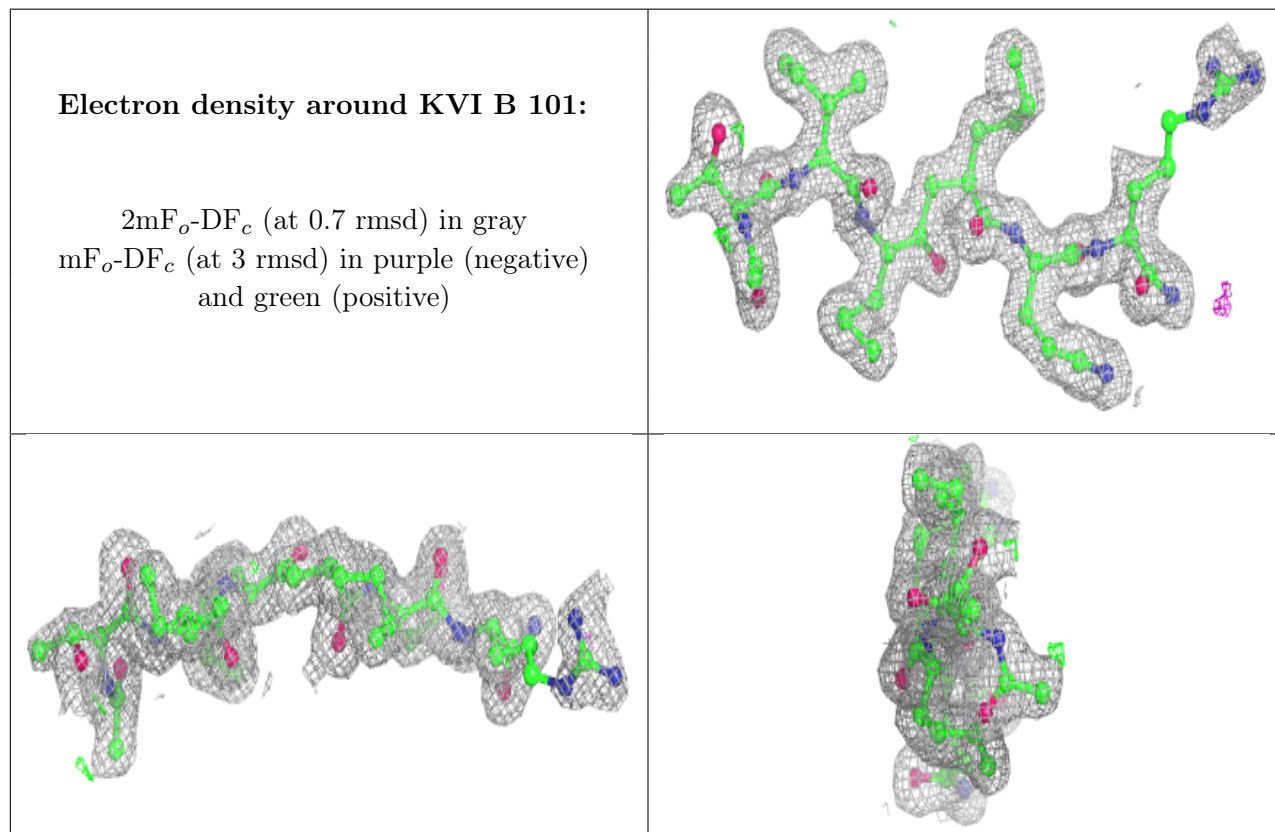 Electron density around KVI B 101:
2mFo-DFc (at 0.7 rmsd) in gray
mFo-DFc (at 3 rmsd) in purple (negative)
and green (positive)